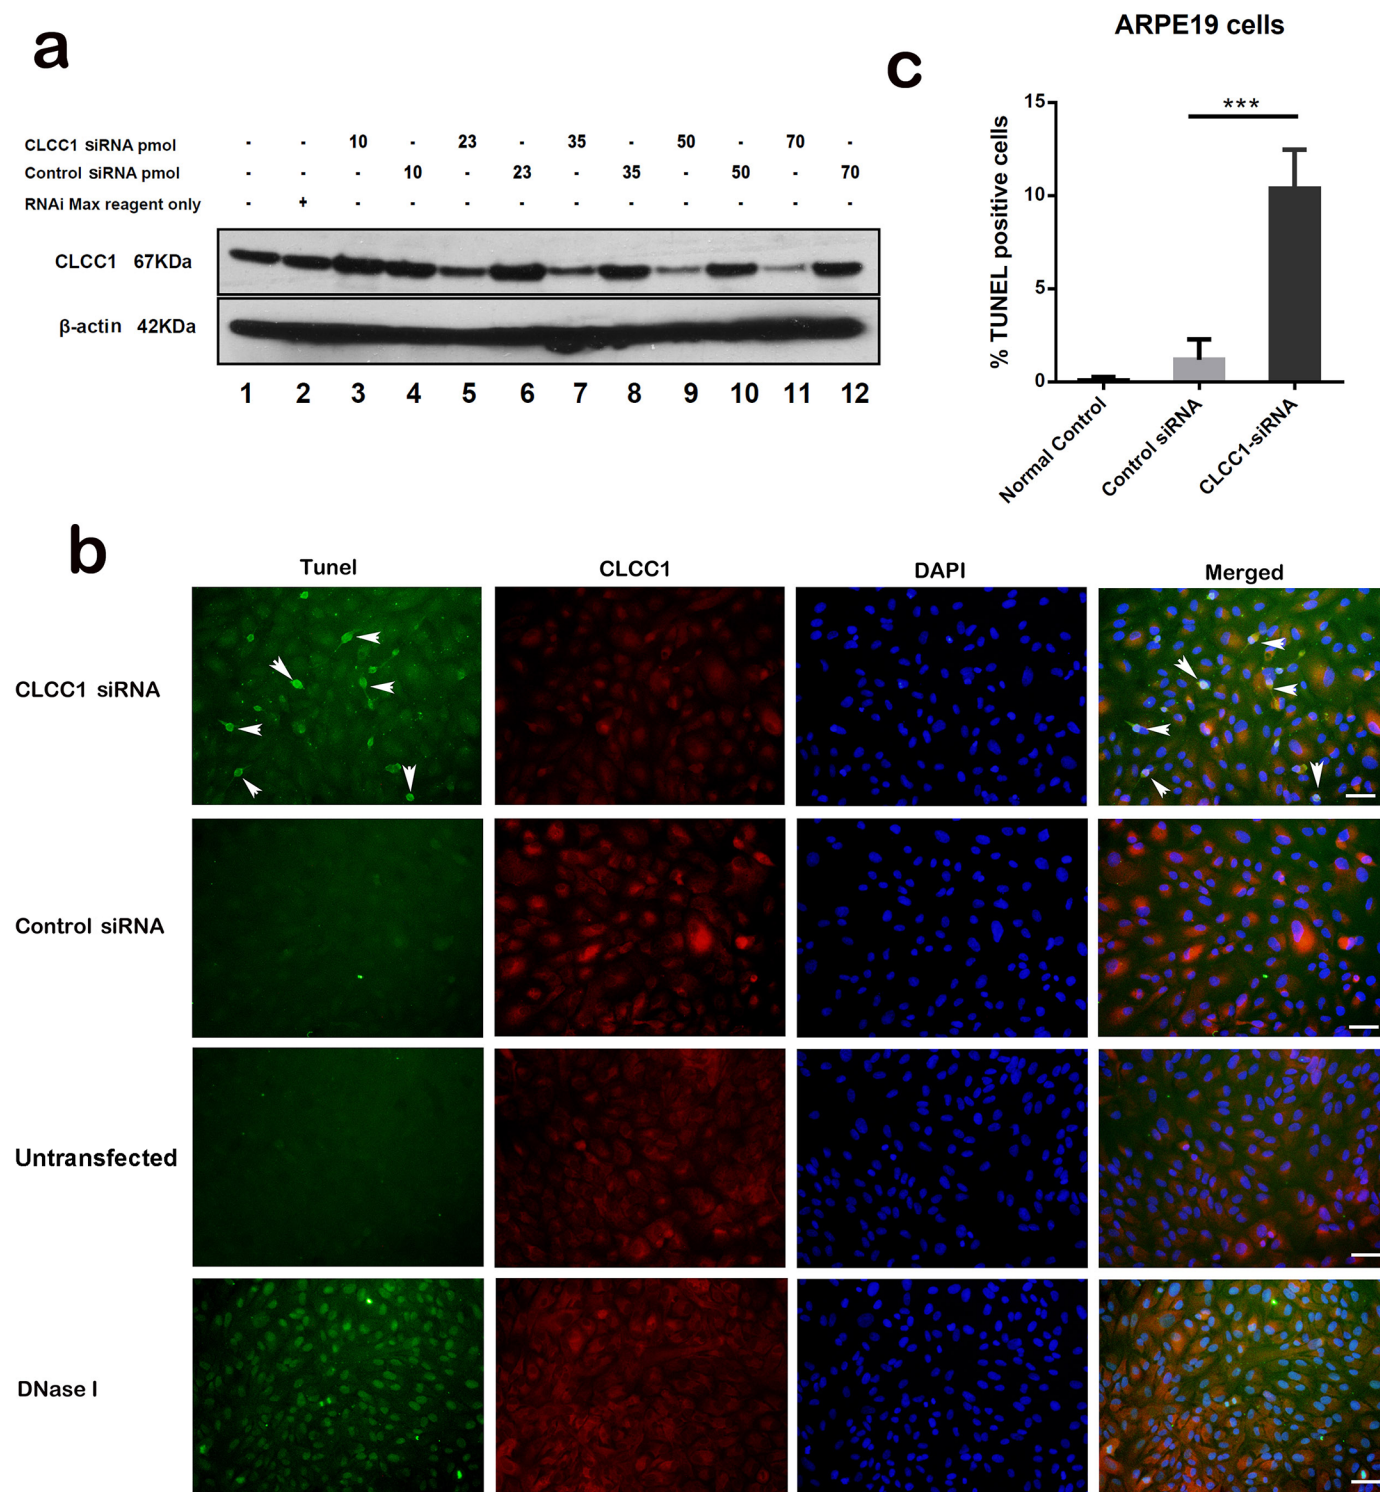 a
CLCC1 siRNA pmol - - 10 - 23 - 35 - 50 - 70 -
Control siRNA pmol - - - 10 - 23 - 35 - 50 - 70
RNAi Max reagent only - + - - - - - - - - - -
CLCC1 67KDa
β-actin 42KDa
1 2 3 4 5 6 7 8 9 10 11 12
c
ARPE19 cells
% TUNEL positive cells
15
10
5
0
***
Normal Control
Control siRNA
CLCC1-siRNA
b
Tunel CLCC1 DAPI Merged
CLCC1 siRNA
Control siRNA
Untransfected
DNase I